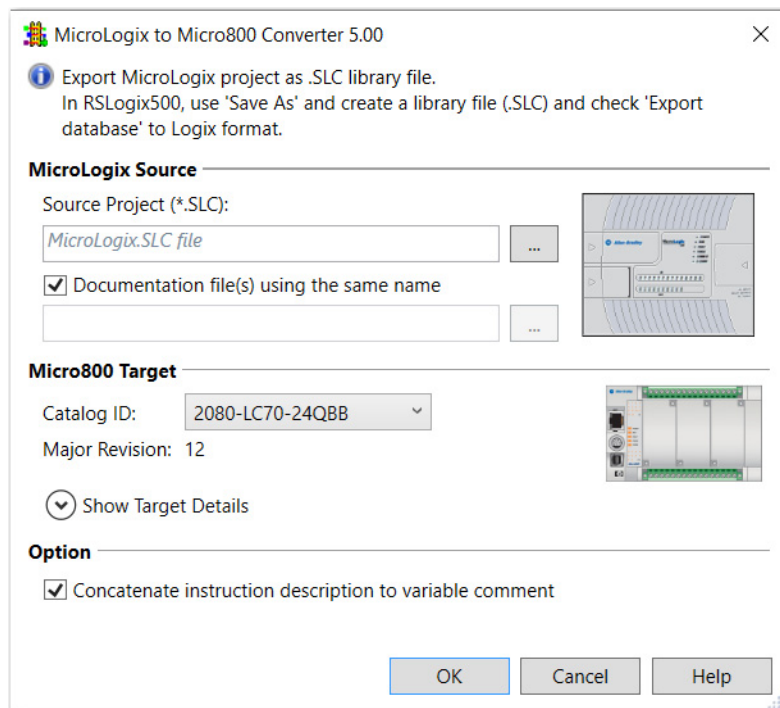 MicroLogix to Micro800 Converter 5.00
Export MicroLogix project as .SLC library file.
In RSLogix500, use 'Save As' and create a library file (.SLC) and check 'Export
database' to Logix format.
MicroLogix Source
Source Project (*.SLC):
MicroLogix.SLC file
...
Documentation file(s) using the same name
...
Allen-Bradley
MicroLogix
Micro800 Target
Catalog ID:
2080-LC70-24QBB
Major Revision: 12
Show Target Details
Option
Concatenate instruction description to variable comment
OK
Cancel
Help